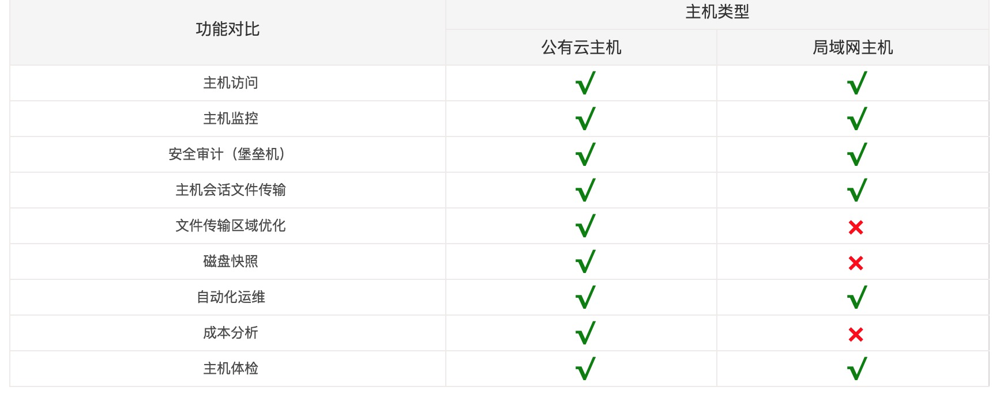 功能对比
主机类型
公有云主机 局域网主机
主机访问 √ √
主机监控 √ √
安全审计（堡垒机） √ √
主机会话文件传输 √ √
文件传输区域优化 √ ×
磁盘快照 √ ×
自动化运维 √ √
成本分析 √ ×
主机体检 √ √